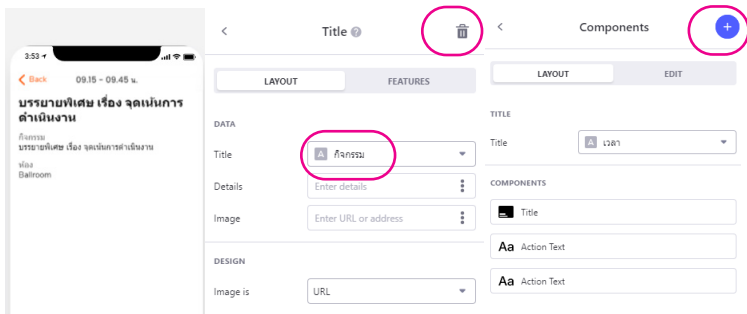 3:53
Back
09.15 - 09.45 น.
บรรยายพิเศษ เรื่อง จุดเน้นการ
ดำเนินงาน
กิจกรรม
บรรยายพิเศษ เรื่อง จุดเน้นการดำเนินงาน
ห้อง
Ballroom
Title
LAYOUT
FEATURES
DATA
Title
A กิจกรรม
Details
Enter details
Image
Enter URL or address
DESIGN
Image is
URL
Components
LAYOUT
EDIT
TITLE
Title
A เวลา
COMPONENTS
Title
Aa Action Text
Aa Action Text